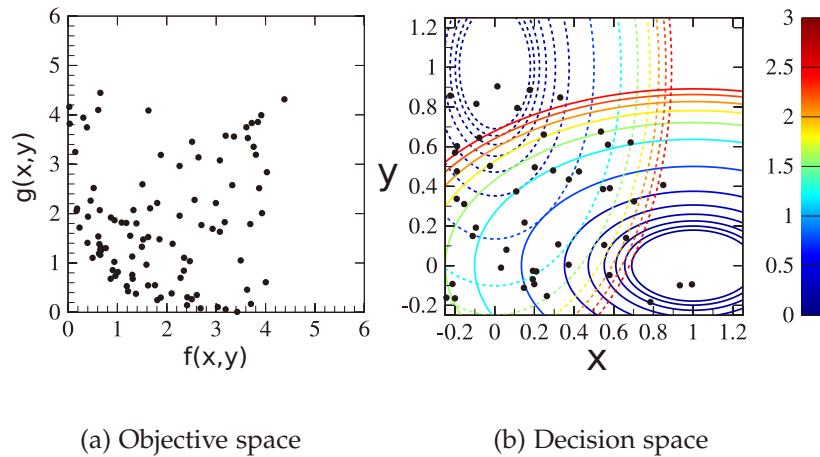 6
5
4
3
2
1
0
g(x,y)
0 1 2 3 4 5 6
f(x,y)
1.2
1
0.8
0.6
0.4
0.2
0
-0.2
y
-0.2 0 0.2 0.4 0.6 0.8 1 1.2
x
3
2.5
2
1.5
1
0.5
0
(a) Objective space
(b) Decision space